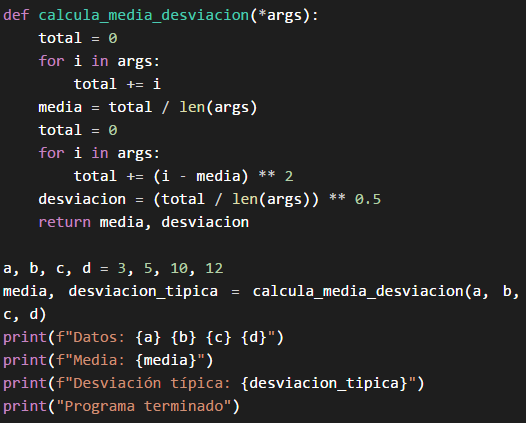 def calcula_media_desviacion(*args):
    total = 0
    for i in args:
        total += i
    media = total / len(args)
    total = 0
    for i in args:
        total += (i - media) ** 2
    desviacion = (total / len(args)) ** 0.5
    return media, desviacion

a, b, c, d = 3, 5, 10, 12
media, desviacion_tipica = calcula_media_desviacion(a, b,
c, d)
print(f"Datos: {a} {b} {c} {d}")
print(f"Media: {media}")
print(f"Desviación típica: {desviacion_tipica}")
print("Programa terminado")